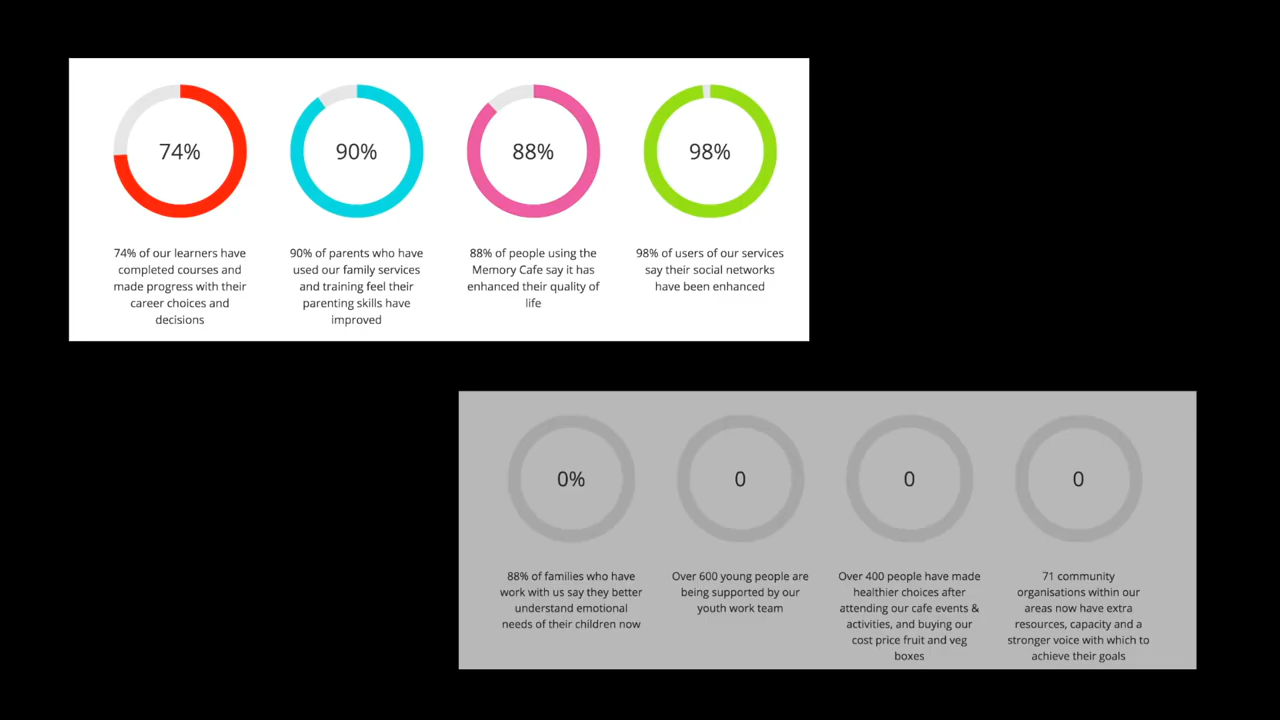 74%
90%
88%
98%
74% of our learners have
completed courses and
made progress with their
career choices and
decisions
90% of parents who have
used our family services
and training feel their
parenting skills have
improved
88% of people using the
Memory Cafe say it has
enhanced their quality of
life
98% of users of our services
say their social networks
have been enhanced
0%
0
0
0
88% of families who have
work with us say they better
understand emotional
needs of their children now
Over 600 young people are
being supported by our
youth work team
Over 400 people have made
healthier choices after
attending our cafe events &
activities, and buying our
cost price fruit and veg
boxes
71 community
organisations within our
areas now have extra
resources, capacity and a
stronger voice with which to
achieve their goals